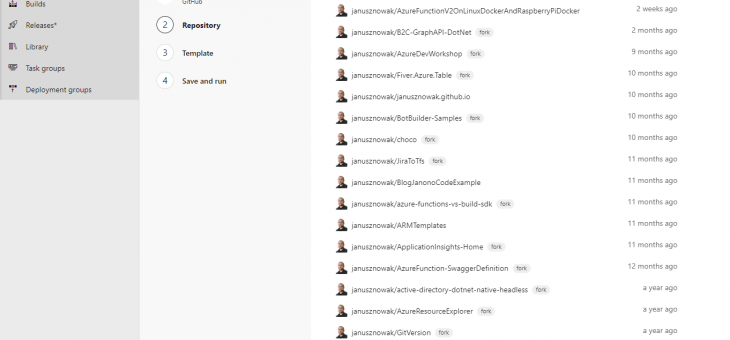 Builds
Releases*
Library
Task groups
Deployment groups
GitHub
2 Repository
3 Template
4 Save and run
janusznowak/AzureFunctionV2OnLinuxDockerAndRaspberryPiDocker 2 weeks ago
janusznowak/B2C-GraphAPI-DotNet fork 2 months ago
janusznowak/AzureDevWorkshop fork 9 months ago
janusznowak/Fiver.Azure.Table fork 10 months ago
janusznowak/janusznowak.github.io 10 months ago
janusznowak/BotBuilder-Samples fork 10 months ago
janusznowak/choco fork 10 months ago
janusznowak/JiraToTfs fork 11 months ago
janusznowak/BlogJanonoCodeExample 11 months ago
janusznowak/azure-functions-vs-build-sdk fork 11 months ago
janusznowak/ARMTemplates 11 months ago
janusznowak/ApplicationInsights-Home fork 11 months ago
janusznowak/AzureFunction-SwaggerDefinition fork 12 months ago
janusznowak/active-directory-dotnet-native-headless fork a year ago
janusznowak/AzureResourceExplorer fork a year ago
janusznowak/GitVersion fork a year ago